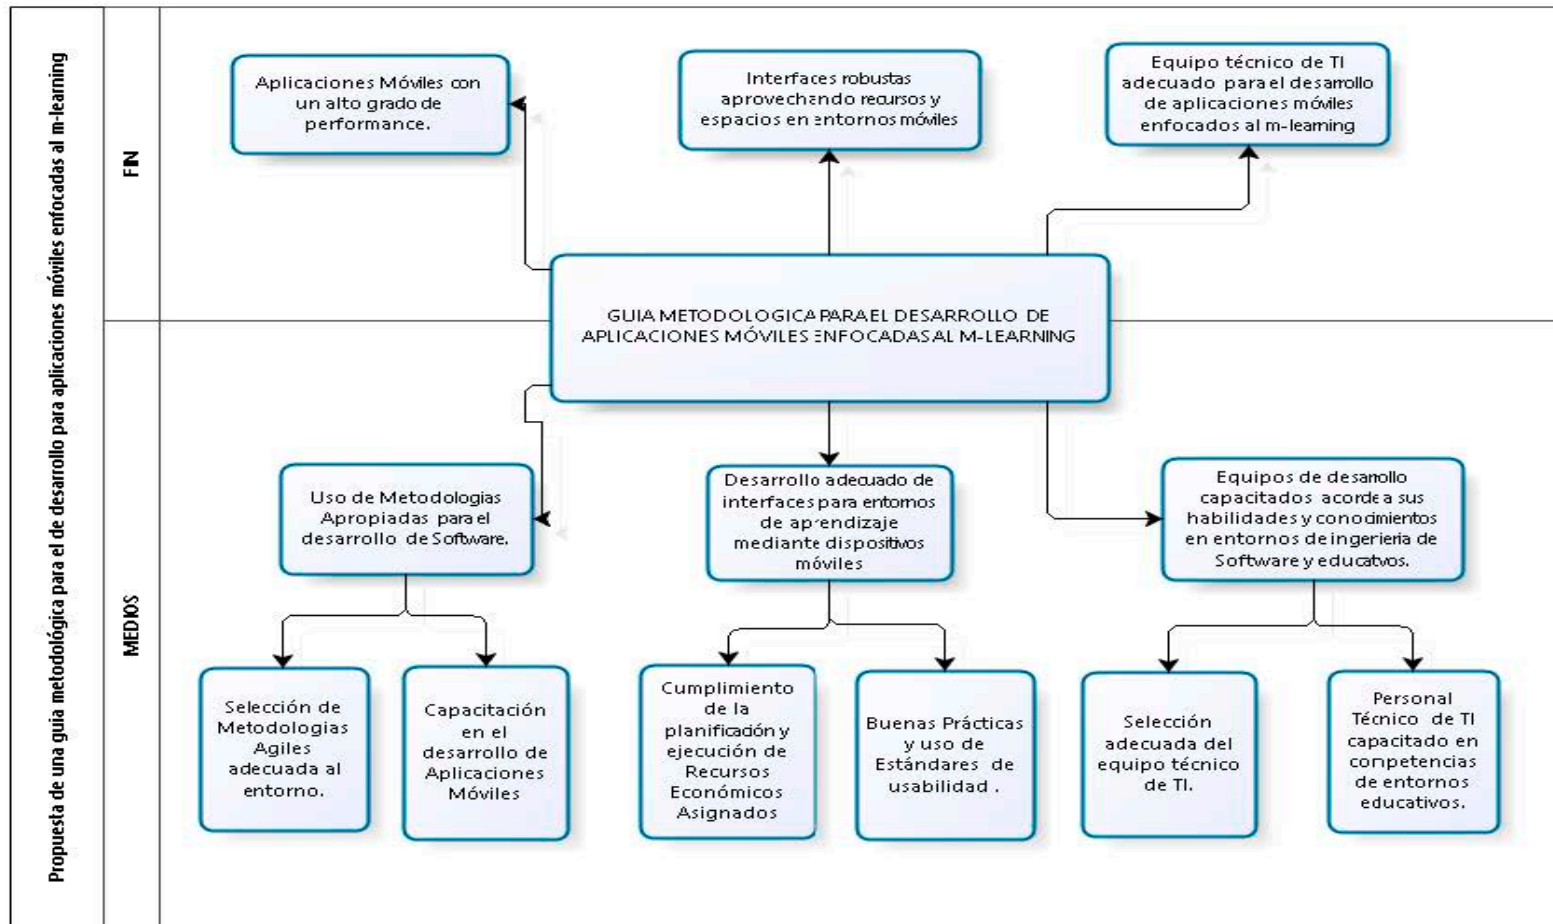 Propuesta de una guia metodológica para el de desarrollo para aplicaciones móviles enfocadas al m-learning
FIN
Aplicaciones Móviles con
un alto grado de
performance.
Interfaces robustas
aprovechando recursos y
espacios en entornos móviles
Equipo técnico de TI
adecuado para el desarrollo
de aplicaciones móviles
enfocados al m-learning
GUIA METODOLOGICA PARA EL DESARROLLO DE
APLICACIONES MÓVILES ENFOCADAS AL M-LEARNING
MEDIOS
Uso de Metodologias
Apropiadas para el
desarrollo de Software.
Desarrollo adecuado de
interfaces para entornos
de aprendizaje
mediante dispositivos
móviles
Equipos de desarrollo
capacitados acorde a sus
habilidades y conocimientos
en entornos de ingeria de
Software y educatvos.
Selección de
Metodologias
Agiles
adecuada al
entorno.
Capacitación
en el
desarrollo de
Aplicaciones
Móviles
Cumplimiento
de la
planificación y
ejecución de
Recursos
Económicos
Asignados
Buenas Prácticas
y uso de
Estándares de
usabilidad .
Selección
adecuada del
equipo técnico
de TI.
Personal
Técnico de TI
capacitado en
competencias
de entornos
educativos.